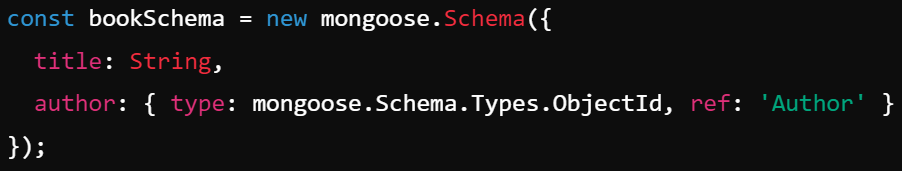 const bookSchema = new mongoose.Schema({
  title: String,
  author: { type: mongoose.Schema.Types.ObjectId, ref: 'Author' }
});